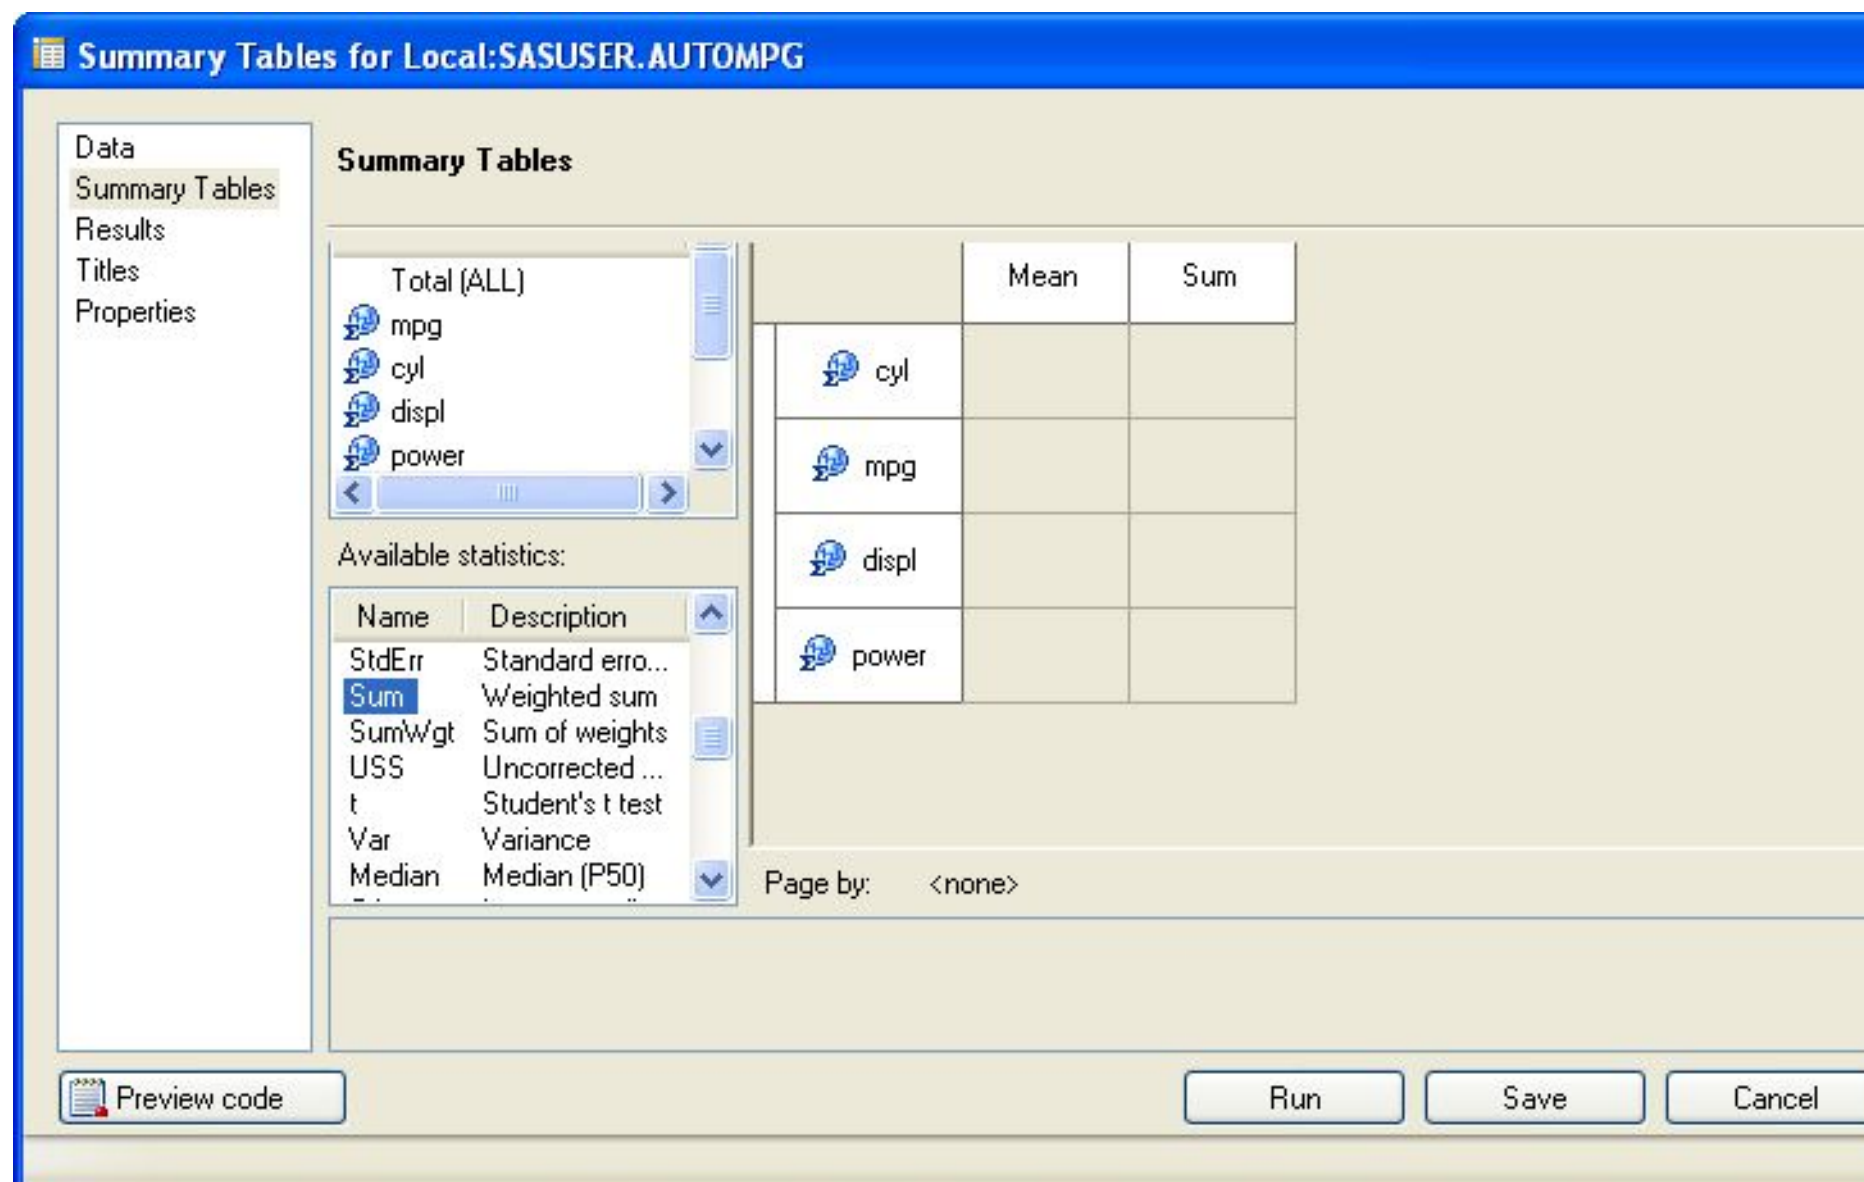 Summary Tables for Local:SASUSER.AUTOMPG
Data
Summary Tables
Results
Titles
Properties
Summary Tables
Total (ALL)
mpg
cyl
displ
power
Available statistics:
Name Description
StdErr Standard erro...
Sum Weighted sum
SumWgt Sum of weights
USS Uncorrected ...
t Student's t test
Var Variance
Median Median (P50)
Mean Sum
cyl
mpg
displ
power
Page by: <none>
Preview code
Run
Save
Cancel